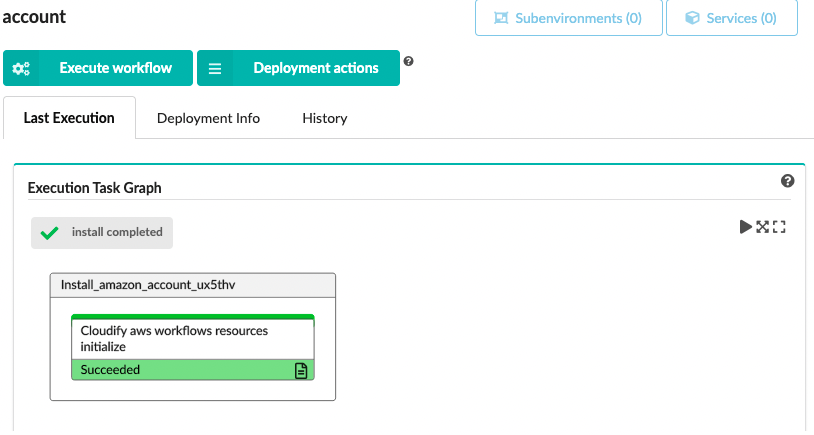 account
Subenvironments (0)
Services (0)
Execute workflow
Deployment actions
Last Execution
Deployment Info
History
Execution Task Graph
install completed
Install_amazon_account_ux5thv
Cloudify aws workflows resources
initialize
Succeeded